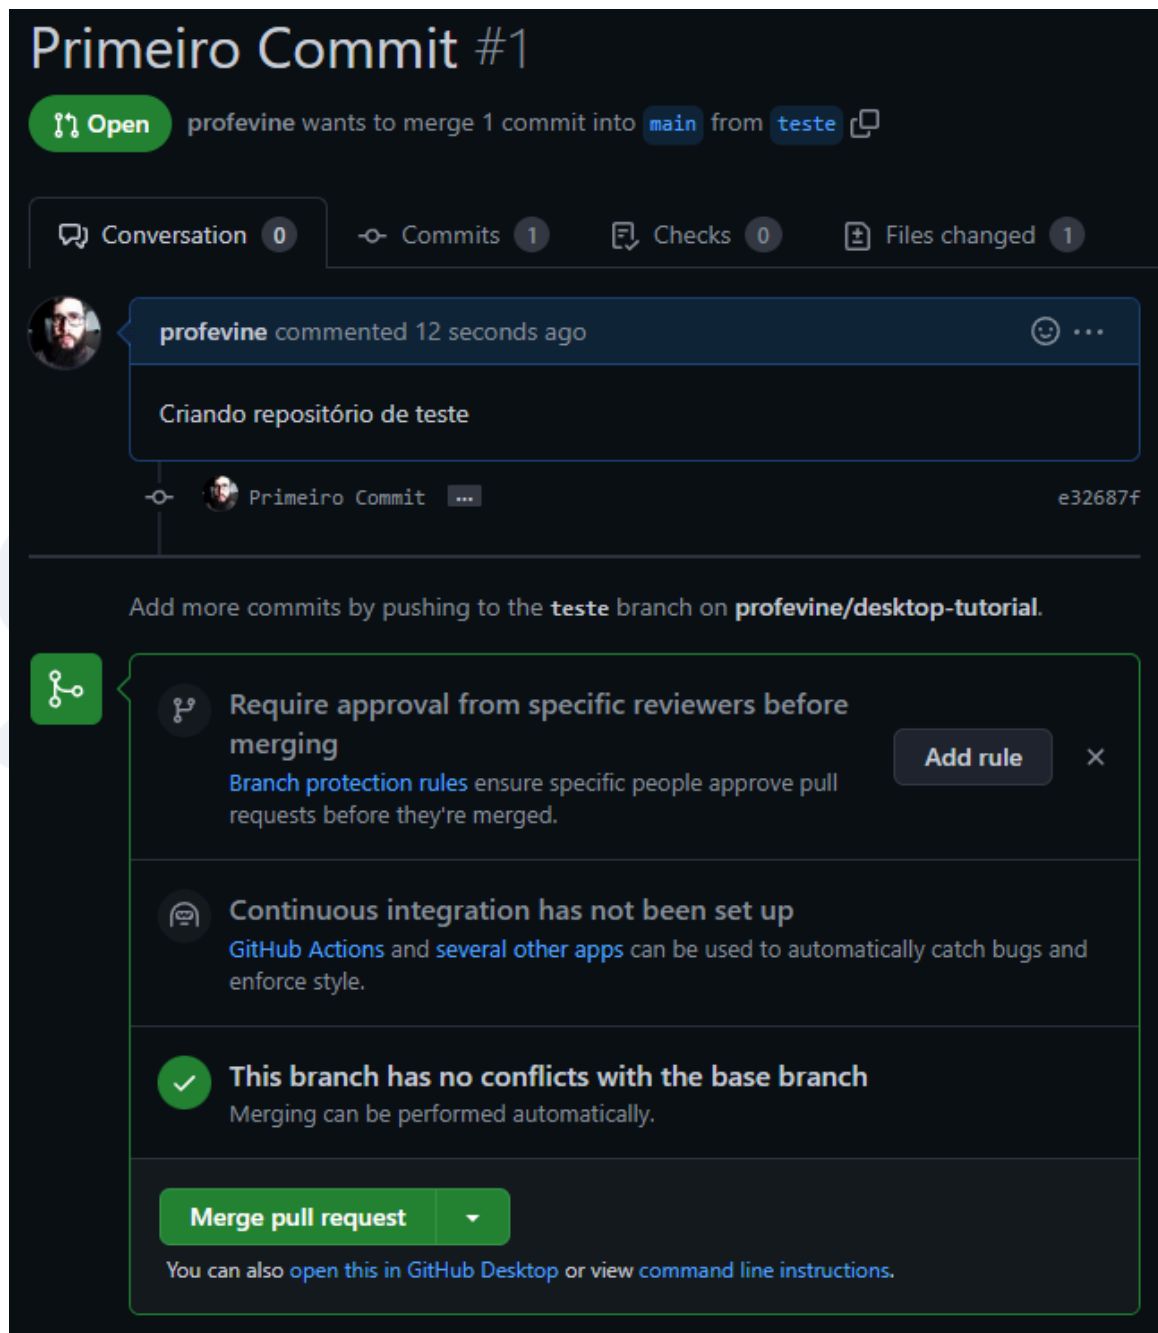 Primeiro Commit #1
Open profevine wants to merge 1 commit into main from teste
Conversation 0 Commits 1 Checks 0 Files changed 1
profevine commented 12 seconds ago
Criando repositório de teste
Primeiro Commit ... e32687f
Add more commits by pushing to the teste branch on profevine/desktop-tutorial.
Require approval from specific reviewers before
merging
Add rule
Branch protection rules ensure specific people approve pull
requests before they're merged.
Continuous integration has not been set up
GitHub Actions and several other apps can be used to automatically catch bugs and
enforce style.
This branch has no conflicts with the base branch
Merging can be performed automatically.
Merge pull request
You can also open this in GitHub Desktop or view command line instructions.